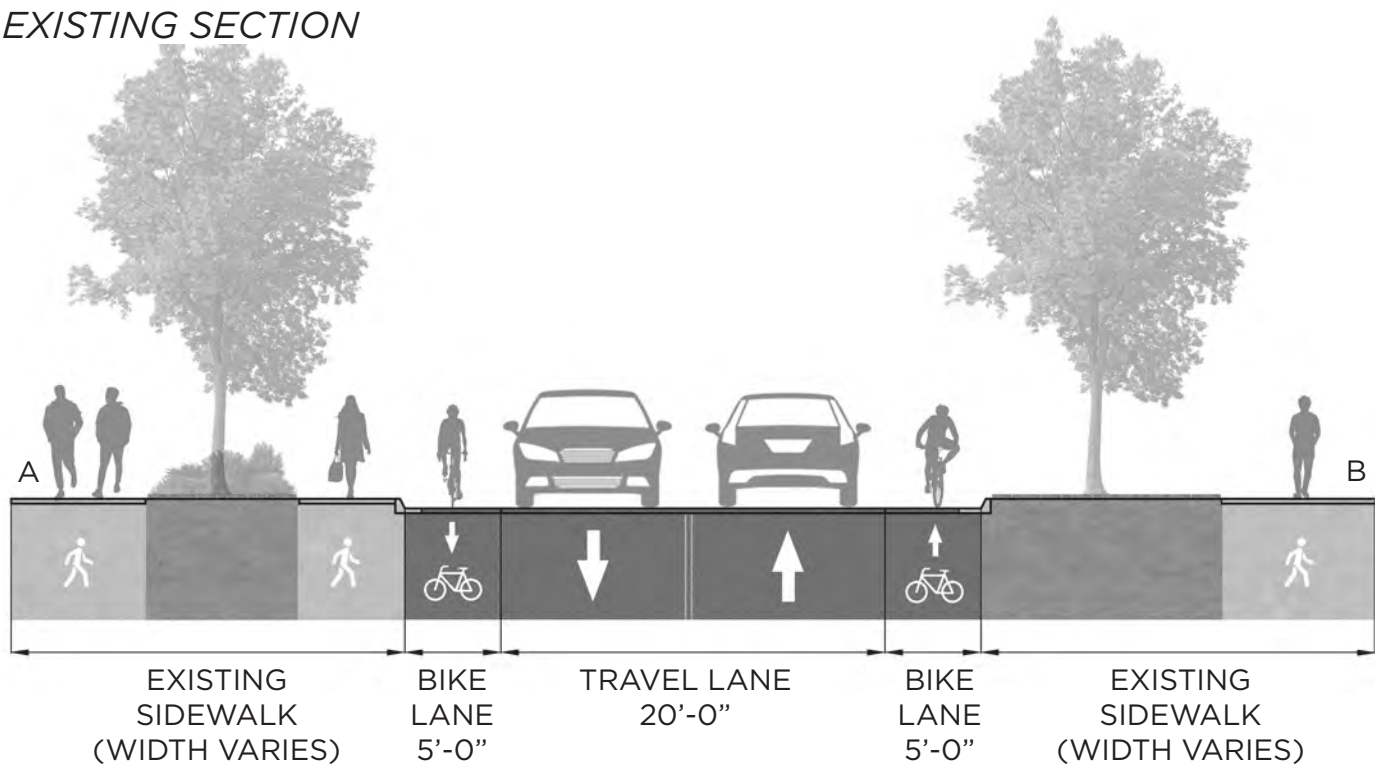 EXISTING SECTION
A
B
EXISTING
SIDEWALK
(WIDTH VARIES)
BIKE
LANE
5’-0”
TRAVEL LANE
20’-0”
BIKE
LANE
5’-0”
EXISTING
SIDEWALK
(WIDTH VARIES)